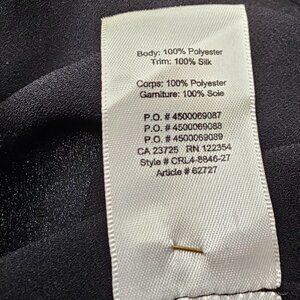 Body: 100% Polyester
Trim: 100% Silk
Corps: 100% Polyester
Garniture: 100% Soie
P.O. # 4500069087
P.O. # 4500069088
P.O. # 4500069089
CA 23725 RN 122354
Style # CRL4-8846-27
Article # 62727